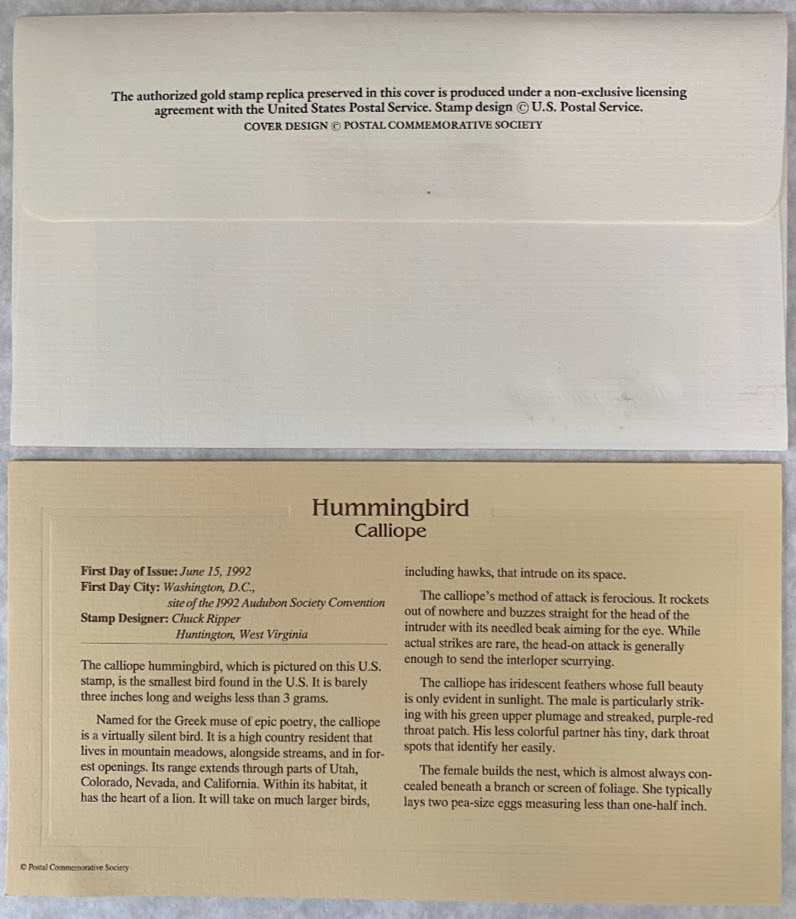 The authorized gold stamp replica preserved in this cover is produced under a non-exclusive licensing
agreement with the United States Postal Service. Stamp design © U.S. Postal Service.
COVER DESIGN © POSTAL COMMEMORATIVE SOCIETY
Hummingbird
Calliope
First Day of Issue: June 15, 1992
First Day City: Washington, D.C.,
site of the 1992 Audubon Society Convention
Stamp Designer: Chuck Ripper
Huntington, West Virginia
The calliope hummingbird, which is pictured on this U.S.
stamp, is the smallest bird found in the U.S. It is barely
three inches long and weighs less than 3 grams.
Named for the Greek muse of epic poetry, the calliope
is a virtually silent bird. It is a high country resident that
lives in mountain meadows, alongside streams, and in for-
est openings. Its range extends through parts of Utah,
Colorado, Nevada, and California. Within its habitat, it
has the heart of a lion. It will take on much larger birds,
including hawks, that intrude on its space.
The calliope's method of attack is ferocious. It rockets
out of nowhere and buzzes straight for the head of the
intruder with its needled beak aiming for the eye. While
actual strikes are rare, the head-on attack is generally
enough to send the interloper scurrying.
The calliope has iridescent feathers whose full beauty
is only evident in sunlight. The male is particularly strik-
ing with his green upper plumage and streaked, purple-red
throat patch. His less colorful partner has tiny, dark throat
spots that identify her easily.
The female builds the nest, which is almost always con-
cealed beneath a branch or screen of foliage. She typically
lays two pea-size eggs measuring less than one-half inch.
© Postal Commemorative Society